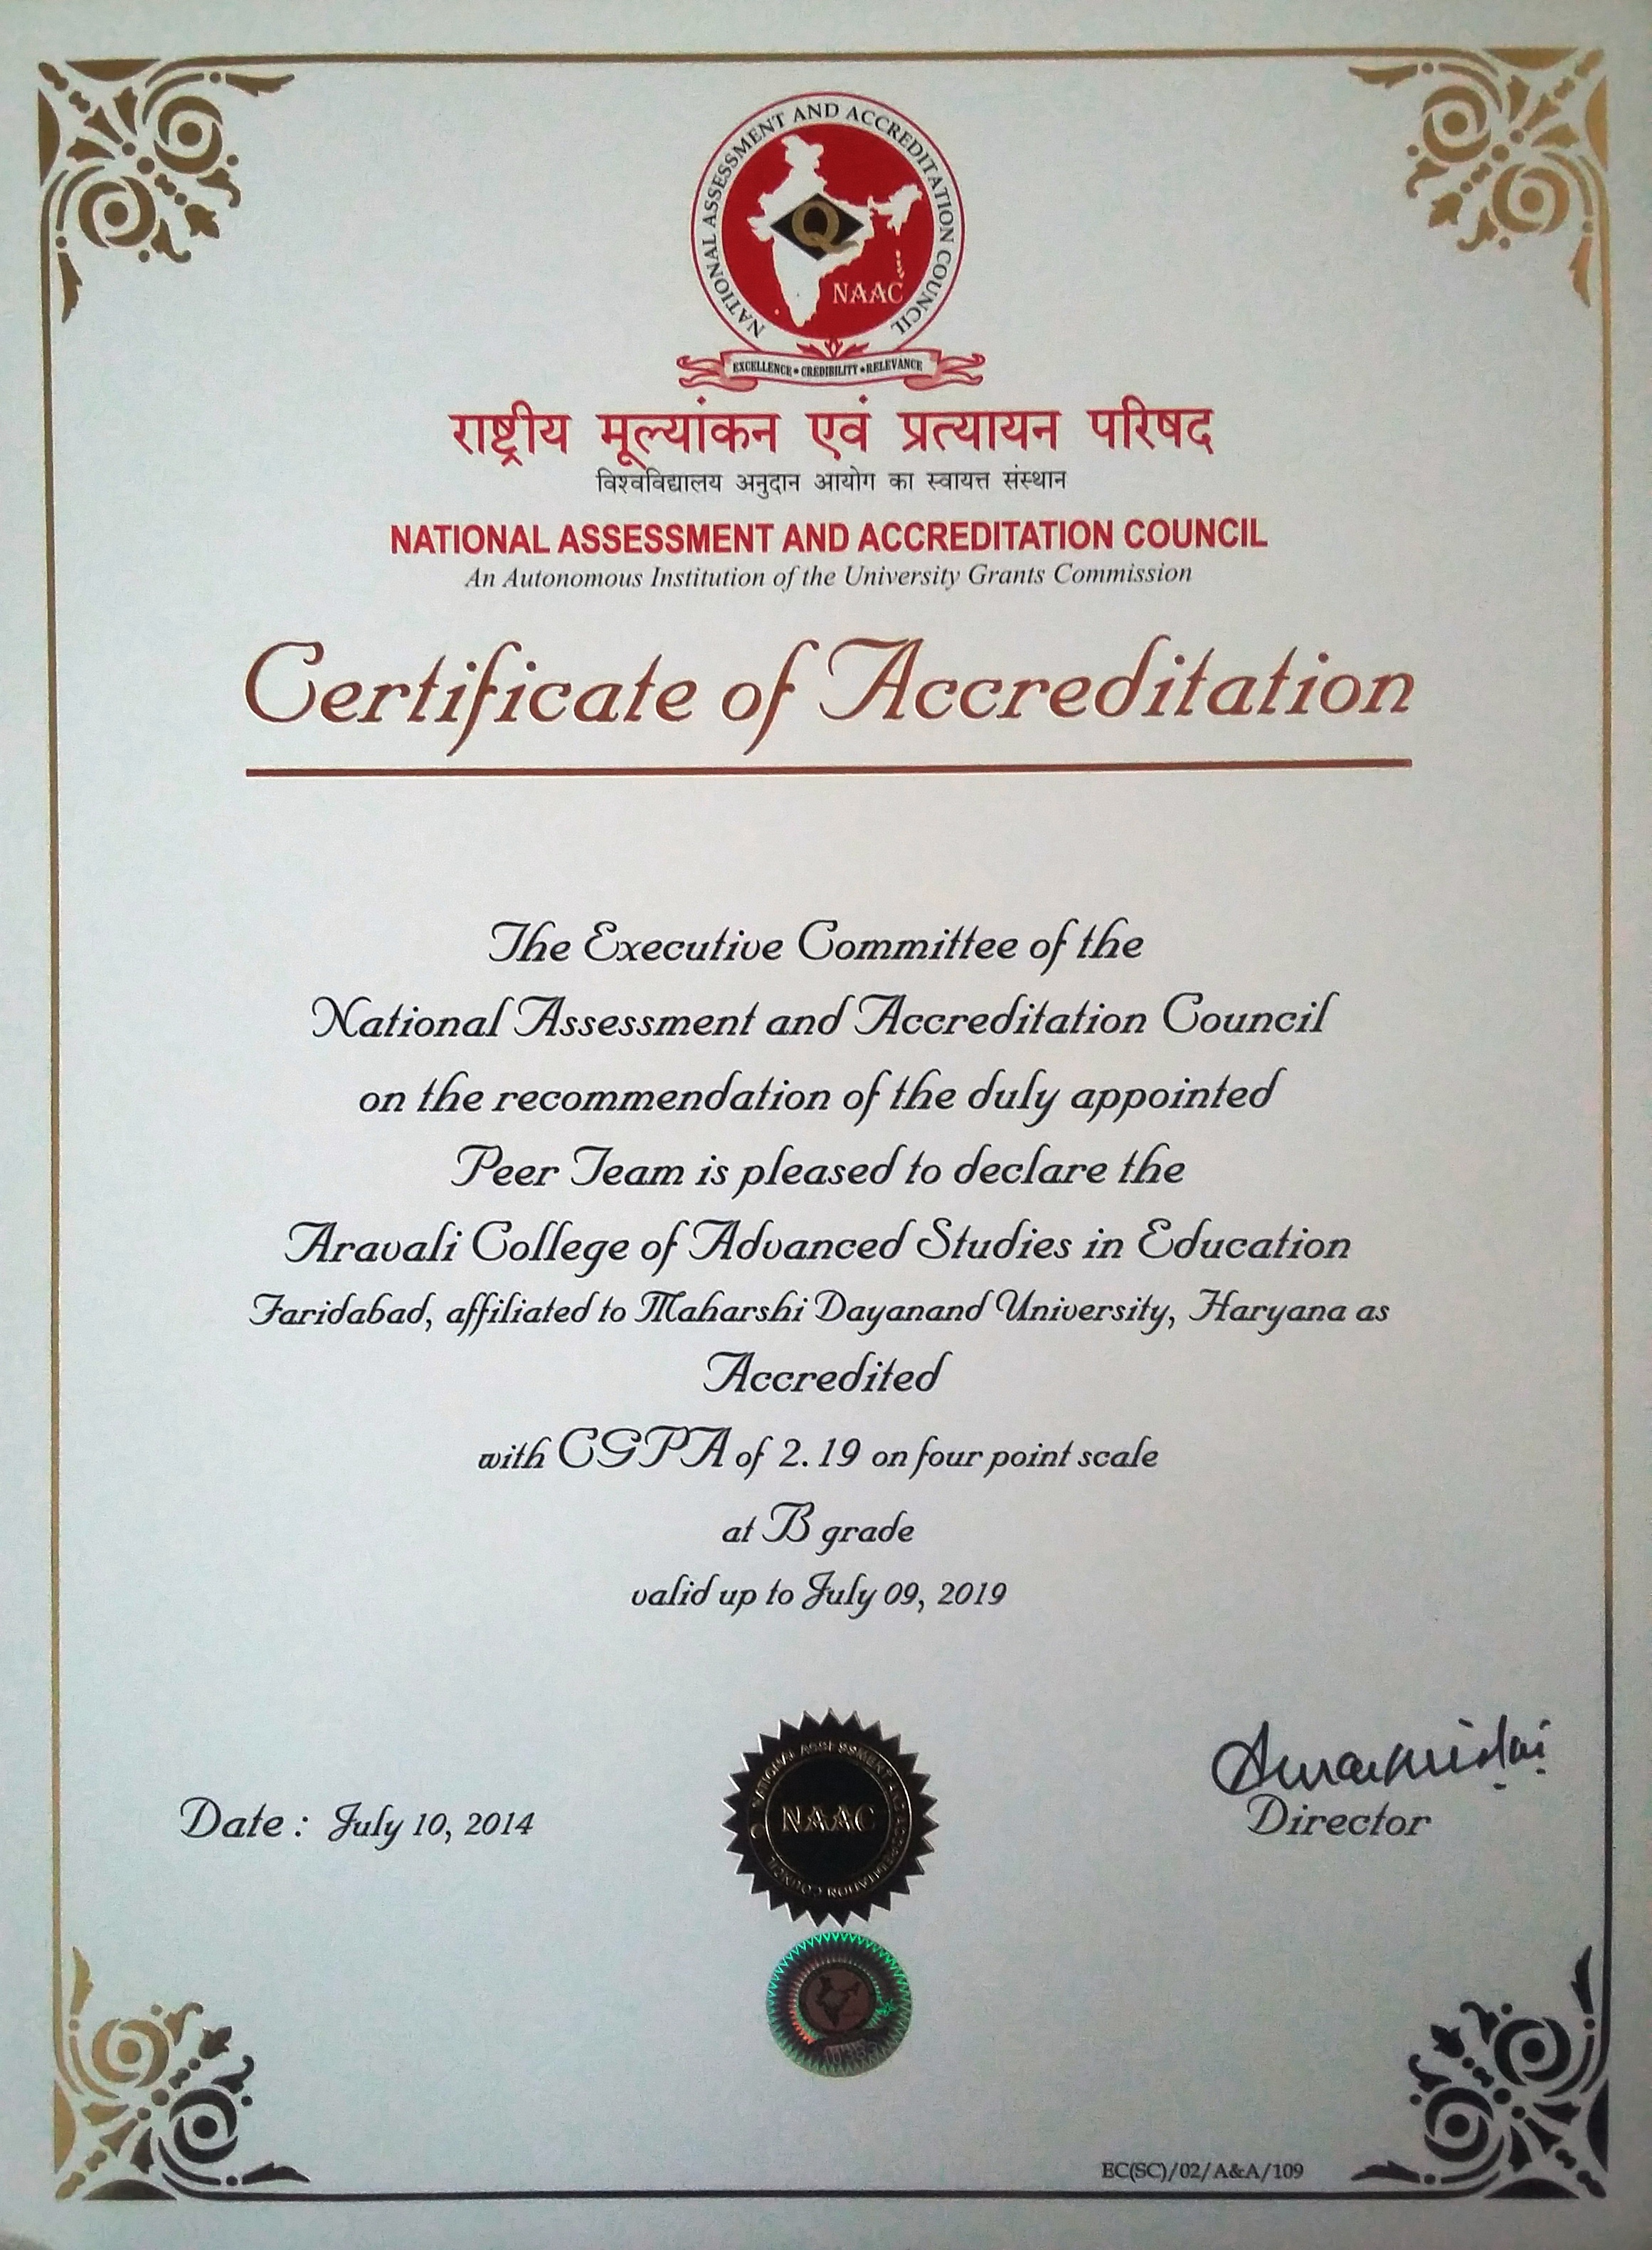 NATIONAL ASSESSMENT AND ACCREDITATION COUNCIL
Q
NAAC
EXCELLENCE • CREDIBILITY • RELEVANCE
राष्ट्रीय मूल्यांकन एवं प्रत्यायन परिषद
विश्वविद्यालय अनुदान आयोग का स्वायत्त संस्थान
NATIONAL ASSESSMENT AND ACCREDITATION COUNCIL
An Autonomous Institution of the University Grants Commission
Certificate of Accreditation
The Executive Committee of the
National Assessment and Accreditation Council
on the recommendation of the duly appointed
Peer Team is pleased to declare the
Aravali College of Advanced Studies in Education
Faridabad, affiliated to Maharshi Dayanand University, Haryana as
Accredited
with CGPA of 2.19 on four point scale
at B grade
valid up to July 09, 2019
NATIONAL ASSESSMENT & ACCREDITATION COUNCIL
NAAC
Date : July 10, 2014
Director
EC(SC)/02/A&A/109